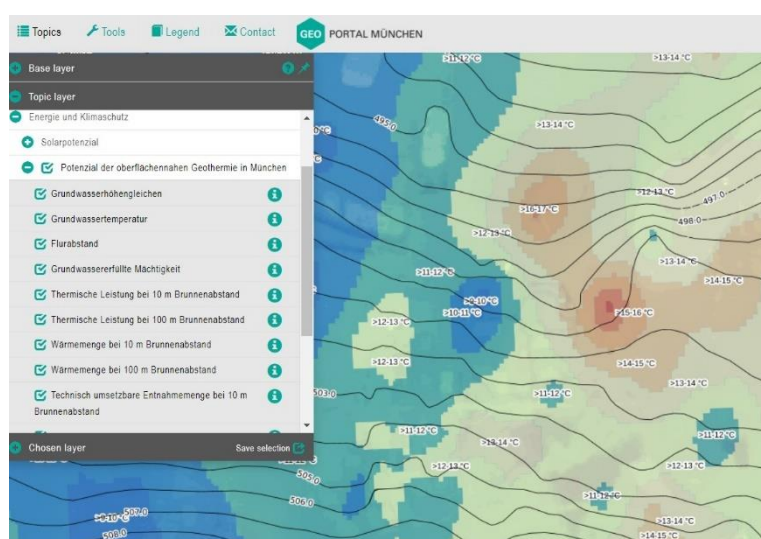 Topics
Tools
Legend
Contact
GEO PORTAL MÜNCHEN
Base layer
Topic layer
Energie und Klimaschutz
Solarpotenzial
Potenzial der oberflächennahen Geothermie in München
Grundwasserhöhengleichen
Grundwassertemperatur
Flurabstand
Grundwassererfüllte Mächtigkeit
Thermische Leistung bei 10 m Brunnenabstand
Thermische Leistung bei 100 m Brunnenabstand
Wärmemenge bei 10 m Brunnenabstand
Wärmemenge bei 100 m Brunnenabstand
Technisch umsetzbare Entnahmemenge bei 10 m
Brunnenabstand
Chosen layer
Save selection
>11-12 °C
>13-14 °C
495.0
>13-14 °C
>12-13 °C
497.0
>16-17 °C
498.0
>12-13 °C
>13-14 °C
>11-12 °C
>14-15 °C
>9-10 °C
>10-11 °C
>15-16 °C
>12-13 °C
>12-13 °C
>14-15 °C
>13-14 °C
503.0
>11-12 °C
>11-12 °C
>13-14 °C
>11-12 °C
>12-13 °C
>12-13 °C
505.0
506.0
>11-12 °C
507.0
>9-10 °C
>13-14 °C
508.0
>14-15 °C